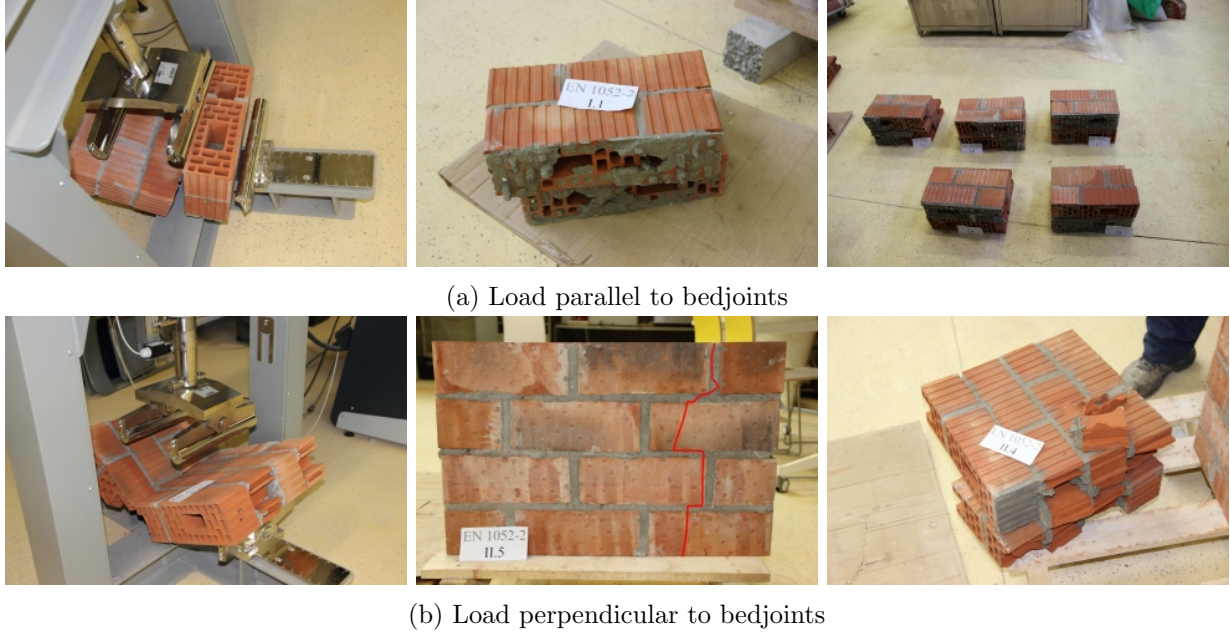 EN 1052-2
I.1
(a) Load parallel to bedjoints
EN 1052-2
II.5
EN 1052-2
II.4
(b) Load perpendicular to bedjoints